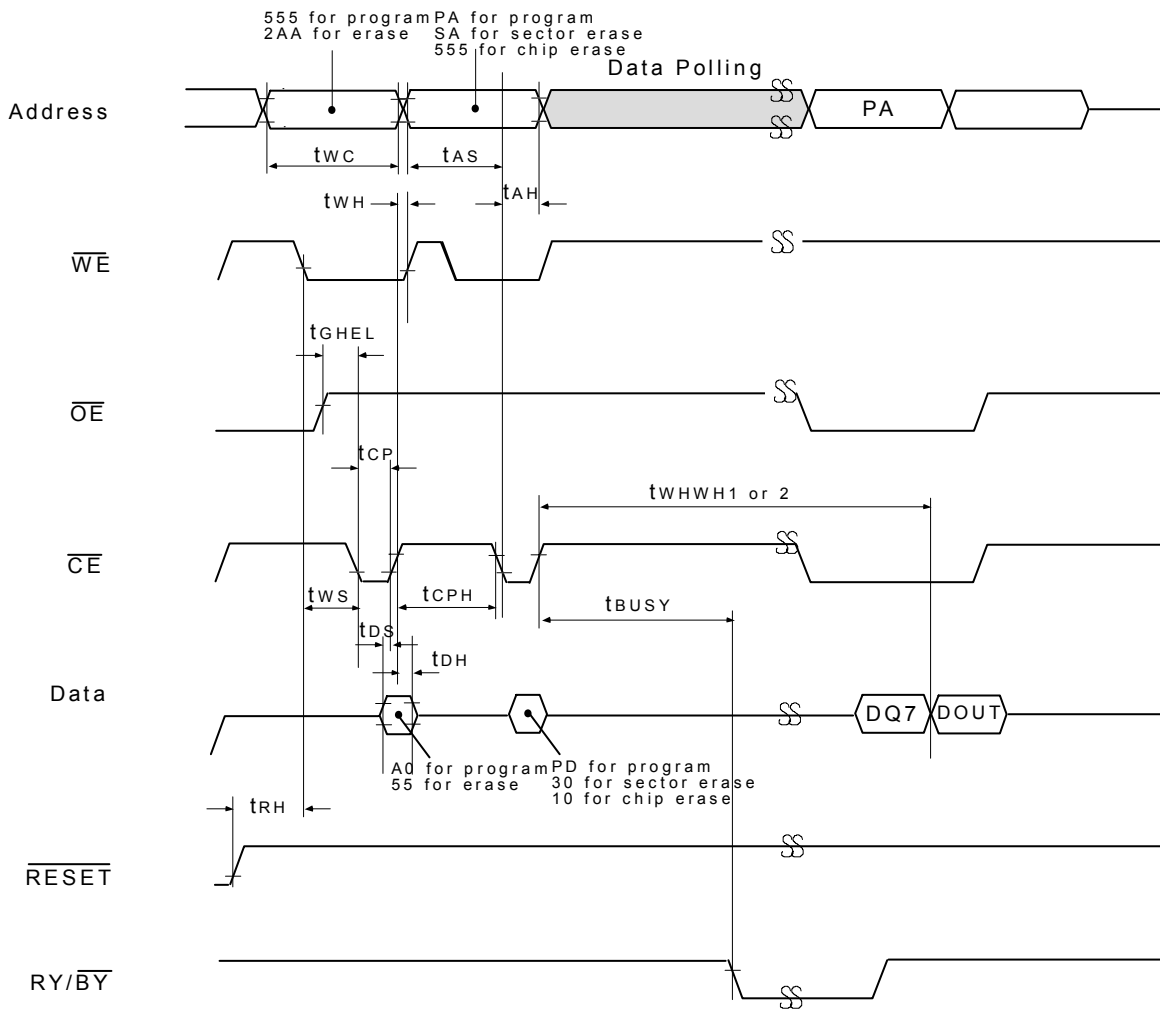 555 for program
2AA for erase
PA for program
SA for sector erase
555 for chip erase
Data Polling
Address
PA
tWC
tAS
tWH
tAH
WE
tGHEL
OE
tCP
tWHWH1 or 2
CE
tWS
tCPH
tBUSY
tDS
tDH
Data
DQ7
DOUT
A0 for program
55 for erase
PD for program
30 for sector erase
10 for chip erase
tRH
RESET
RY/BY